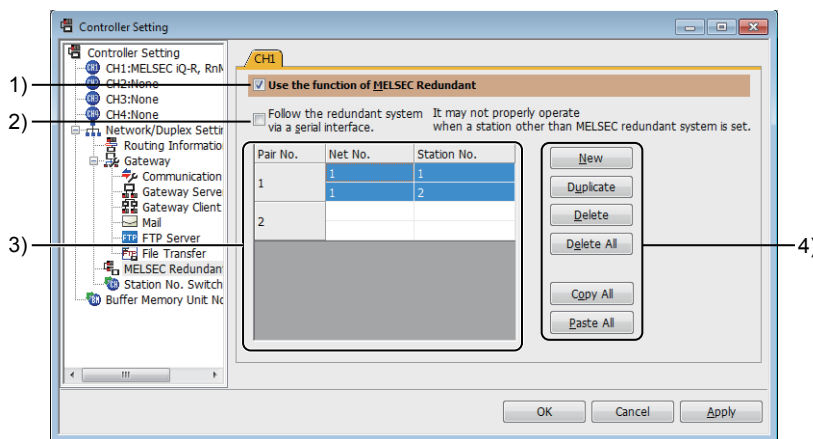 Controller Setting
Controller Setting
CH1:MELSEC iQ-R, RnM
CH2:None
CH3:None
CH4:None
Network/Duplex Settin
Routing Informatio
Gateway
Communication
Gateway Serve
Gateway Client
Mail
FTP FTP Server
File Transfer
MELSEC Redundan
Station No. Switch
Buffer Memory Unit No
CH1
1)
Use the function of MELSEC Redundant
2)
Follow the redundant system via a serial interface.
It may not properly operate
when a station other than MELSEC redundant system is set.
3)
Pair No. Net No. Station No.
1 1 1
1 2
2
4)
New
Duplicate
Delete
Delete All
Copy All
Paste All
OK Cancel Apply